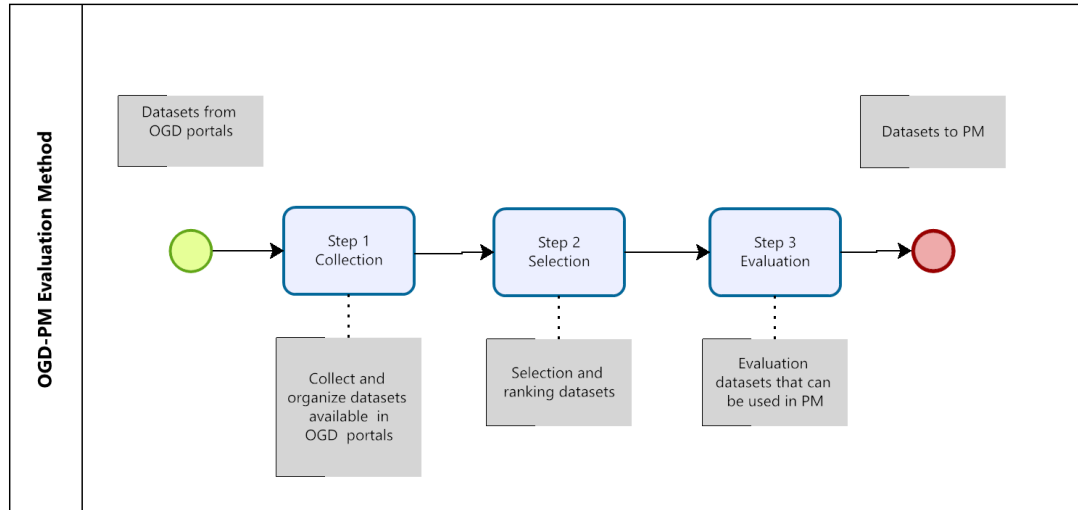 OGD-PM Evaluation Method
Datasets from
OGD portals
Datasets to PM
Step 1
Collection
Step 2
Selection
Step 3
Evaluation
Collect and
organize datasets
available in
OGD portals
Selection and
ranking datasets
Evaluation
datasets that can
be used in PM